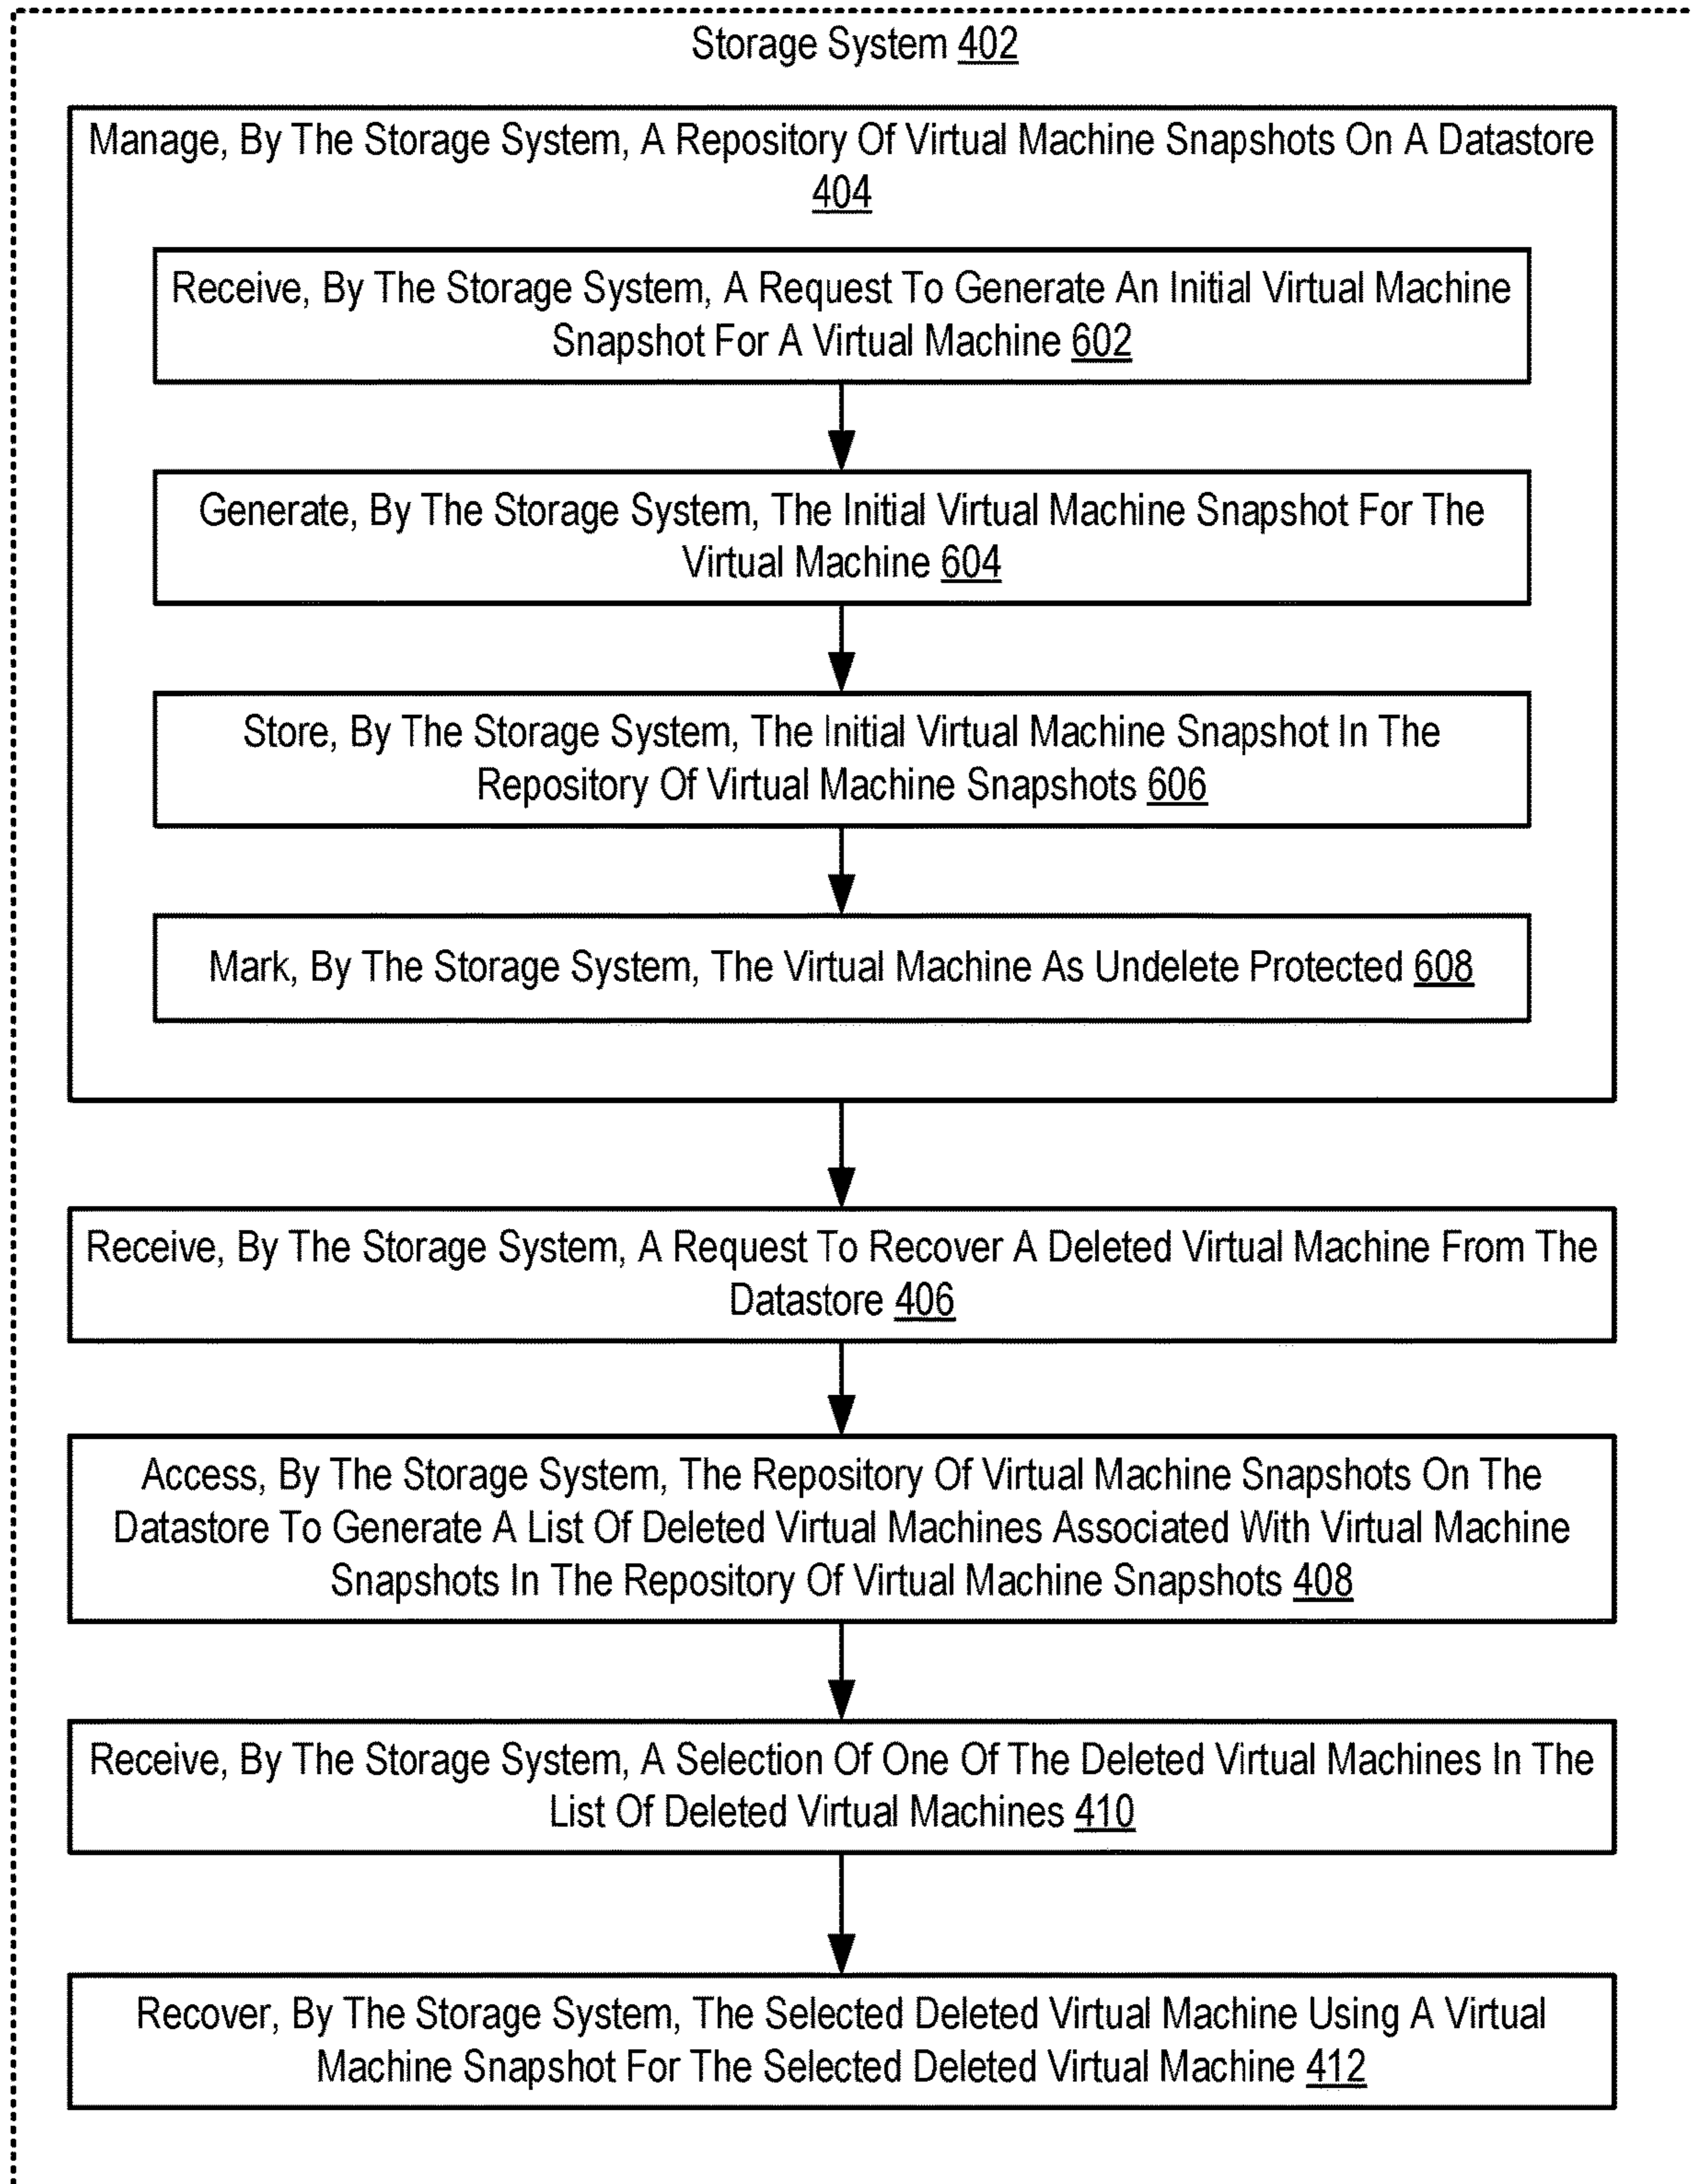 Storage System 402
Manage, By The Storage System, A Repository Of Virtual Machine Snapshots On A Datastore
404
Receive, By The Storage System, A Request To Generate An Initial Virtual Machine
Snapshot For A Virtual Machine 602
Generate, By The Storage System, The Initial Virtual Machine Snapshot For The
Virtual Machine 604
Store, By The Storage System, The Initial Virtual Machine Snapshot In The
Repository Of Virtual Machine Snapshots 606
Mark, By The Storage System, The Virtual Machine As Undelete Protected 608
Receive, By The Storage System, A Request To Recover A Deleted Virtual Machine From The
Datastore 406
Access, By The Storage System, The Repository Of Virtual Machine Snapshots On The
Datastore To Generate A List Of Deleted Virtual Machines Associated With Virtual Machine
Snapshots In The Repository Of Virtual Machine Snapshots 408
Receive, By The Storage System, A Selection Of One Of The Deleted Virtual Machines In The
List Of Deleted Virtual Machines 410
Recover, By The Storage System, The Selected Deleted Virtual Machine Using A Virtual
Machine Snapshot For The Selected Deleted Virtual Machine 412